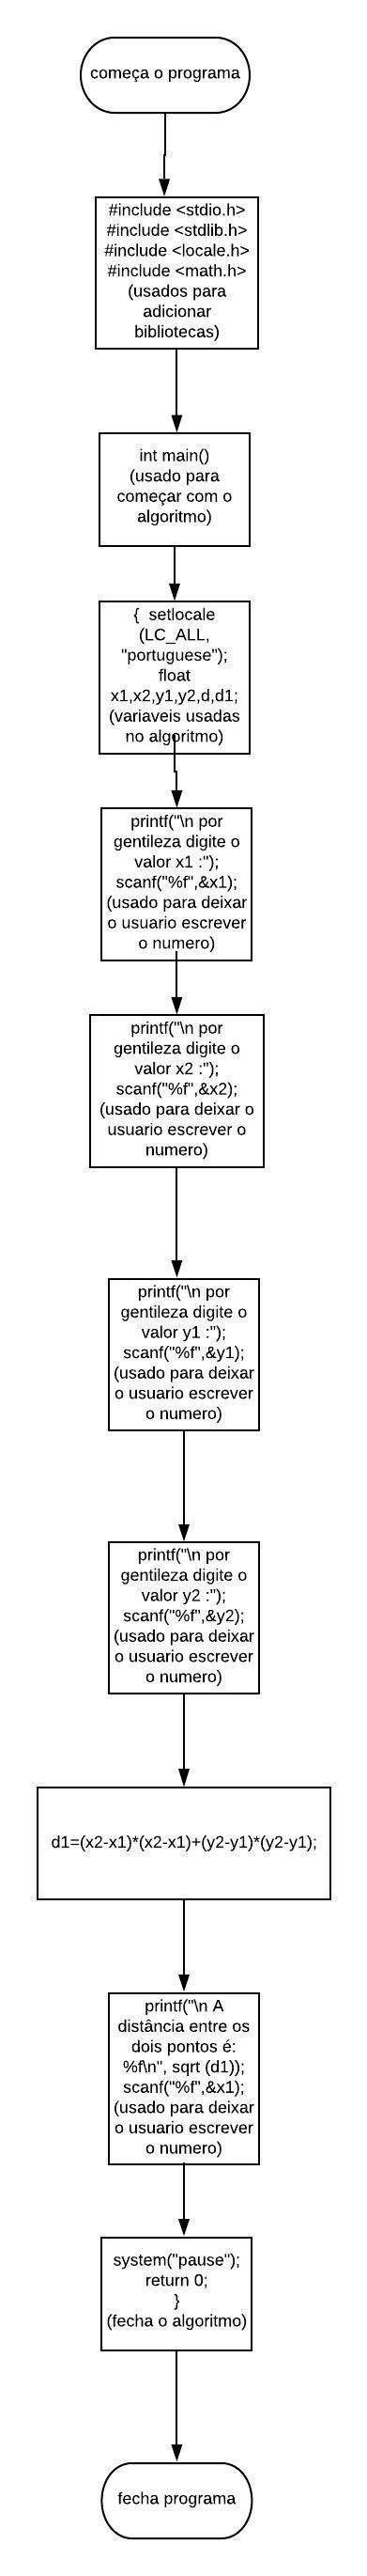 começa o programa
#include <stdio.h>
#include <stdlib.h>
#include <locale.h>
#include <math.h>
(usados para
adicionar
bibliotecas)
int main()
(usado para
começar com o
algoritmo)
{  setlocale
(LC_ALL,
"portuguese");
float
x1,x2,y1,y2,d,d1;
(variaveis usadas
no algoritmo)
printf("\n por
gentileza digite o
valor x1 :");
scanf("%f",&x1);
(usado para deixar
o usuario escrever
o numero)
printf("\n por
gentileza digite o
valor x2 :");
scanf("%f",&x2);
(usado para deixar o
usuario escrever o
numero)
printf("\n por
gentileza digite o
valor y1 :");
scanf("%f",&y1);
(usado para deixar
o usuario escrever
o numero)
printf("\n por
gentileza digite o
valor y2 :");
scanf("%f",&y2);
(usado para deixar
o usuario escrever
o numero)
d1=(x2-x1)*(x2-x1)+(y2-y1)*(y2-y1);
printf("\n A
distância entre os
dois pontos é:
%f\n", sqrt (d1));
scanf("%f",&x1);
(usado para deixar
o usuario escrever
o numero)
system("pause");
return 0;
}
(fecha o algoritmo)
fecha programa